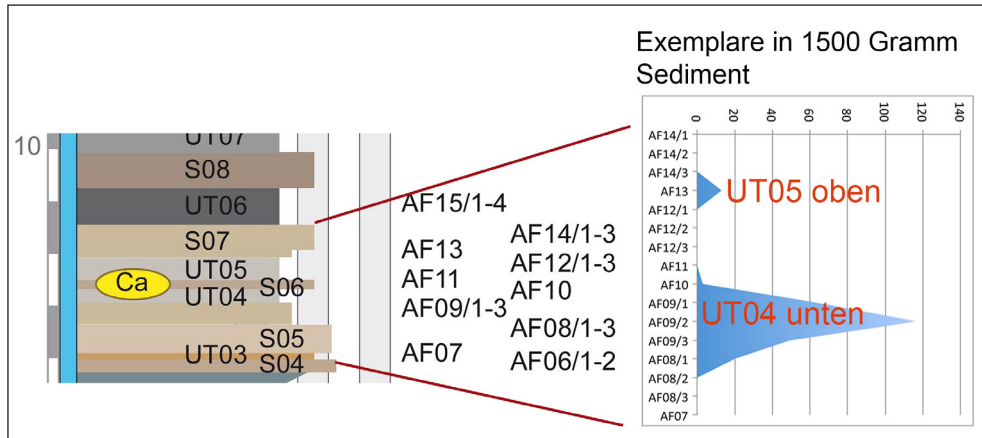 Exemplare in 1500 Gramm
Sediment
10
UT07
S08
UT06
S07
UT05
Ca
S06
UT04
S05
UT03
S04
AF15/1-4
AF13
AF11
AF09/1-3
AF07
AF14/1-3
AF12/1-3
AF10
AF08/1-3
AF06/1-2
0
20
40
60
80
100
120
140
AF14/1
AF14/2
AF14/3
AF13
AF12/1
AF12/2
AF12/3
AF11
AF10
AF09/1
AF09/2
AF09/3
AF08/1
AF08/2
AF08/3
AF07
UT05 oben
UT04 unten